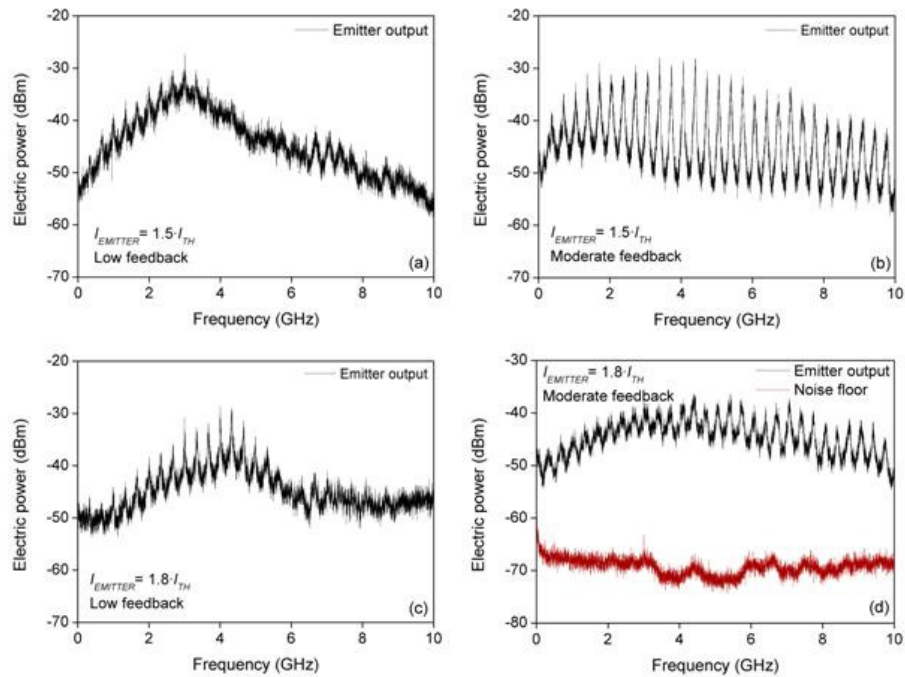 -20
-30
-40
-50
-60
-70
Electric power (dBm)
Emitter output
I_EMITTER= 1.5·I_TH
Low feedback
(a)
0 2 4 6 8 10
Frequency (GHz)
-20
-30
-40
-50
-60
-70
Electric power (dBm)
Emitter output
I_EMITTER= 1.5·I_TH
Moderate feedback
(b)
0 2 4 6 8 10
Frequency (GHz)
-20
-30
-40
-50
-60
-70
Electric power (dBm)
Emitter output
I_EMITTER= 1.8·I_TH
Low feedback
(c)
0 2 4 6 8 10
Frequency (GHz)
-30
-40
-50
-60
-70
-80
Electric power (dBm)
I_EMITTER= 1.8·I_TH
Moderate feedback
Emitter output
Noise floor
(d)
0 2 4 6 8 10
Frequency (GHz)